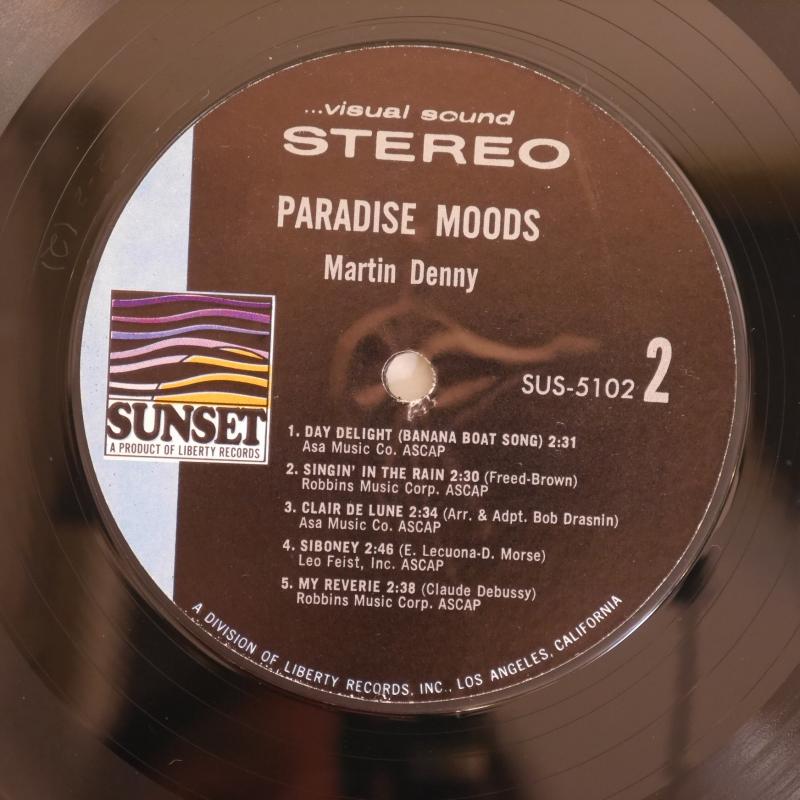 ...visual sound
STEREO
PARADISE MOODS
Martin Denny
SUS-5102 2
SUNSET
A PRODUCT OF LIBERTY RECORDS
1. DAY DELIGHT (BANANA BOAT SONG) 2:31
Asa Music Co. ASCAP
2. SINGIN' IN THE RAIN 2:30 (Freed-Brown)
Robbins Music Corp. ASCAP
3. CLAIR DE LUNE 2:34 (Arr. & Adpt. Bob Drasnin)
Asa Music Co. ASCAP
4. SIBONEY 2:46 (E. Lecuona-D. Morse)
Leo Feist, Inc. ASCAP
5. MY REVERIE 2:38 (Claude Debussy)
Robbins Music Corp. ASCAP
A DIVISION OF LIBERTY RECORDS, INC., LOS ANGELES, CALIFORNIA